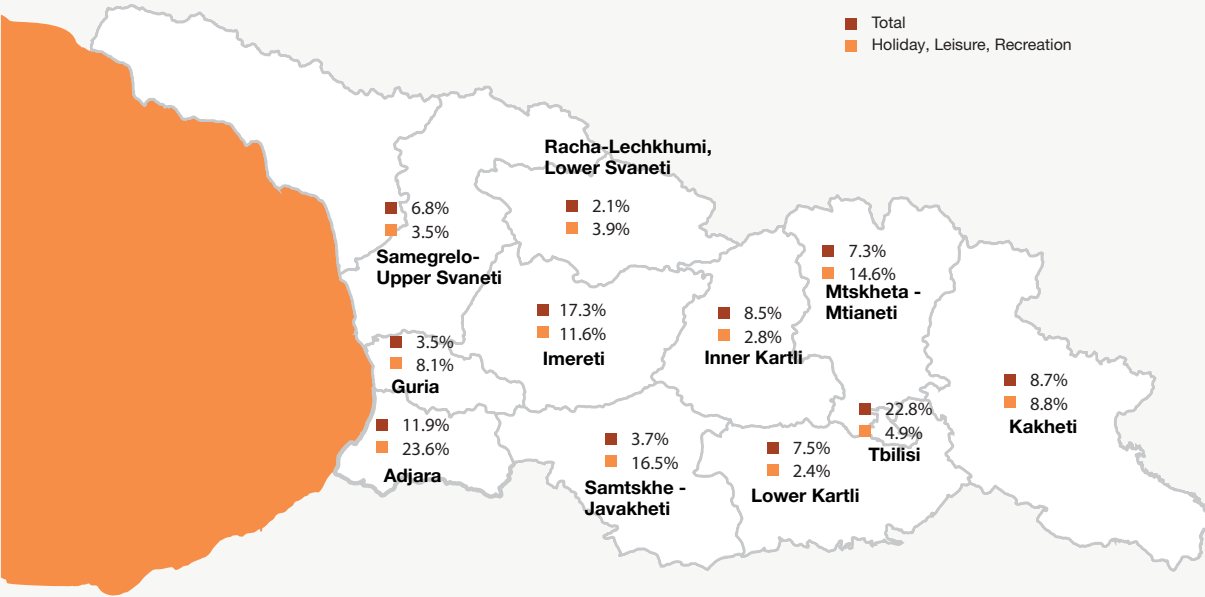 Total
Holiday, Leisure, Recreation
Racha-Lechkhumi,
Lower Svaneti
2.1%
3.9%
6.8%
3.5%
Samegrelo-
Upper Svaneti
7.3%
14.6%
Mtskheta -
Mtianeti
17.3%
11.6%
Imereti
8.5%
2.8%
Inner Kartli
3.5%
8.1%
Guria
8.7%
8.8%
Kakheti
11.9%
23.6%
Adjara
3.7%
16.5%
Samtskhe -
Javakheti
7.5%
2.4%
Lower Kartli
22.8%
4.9%
Tbilisi